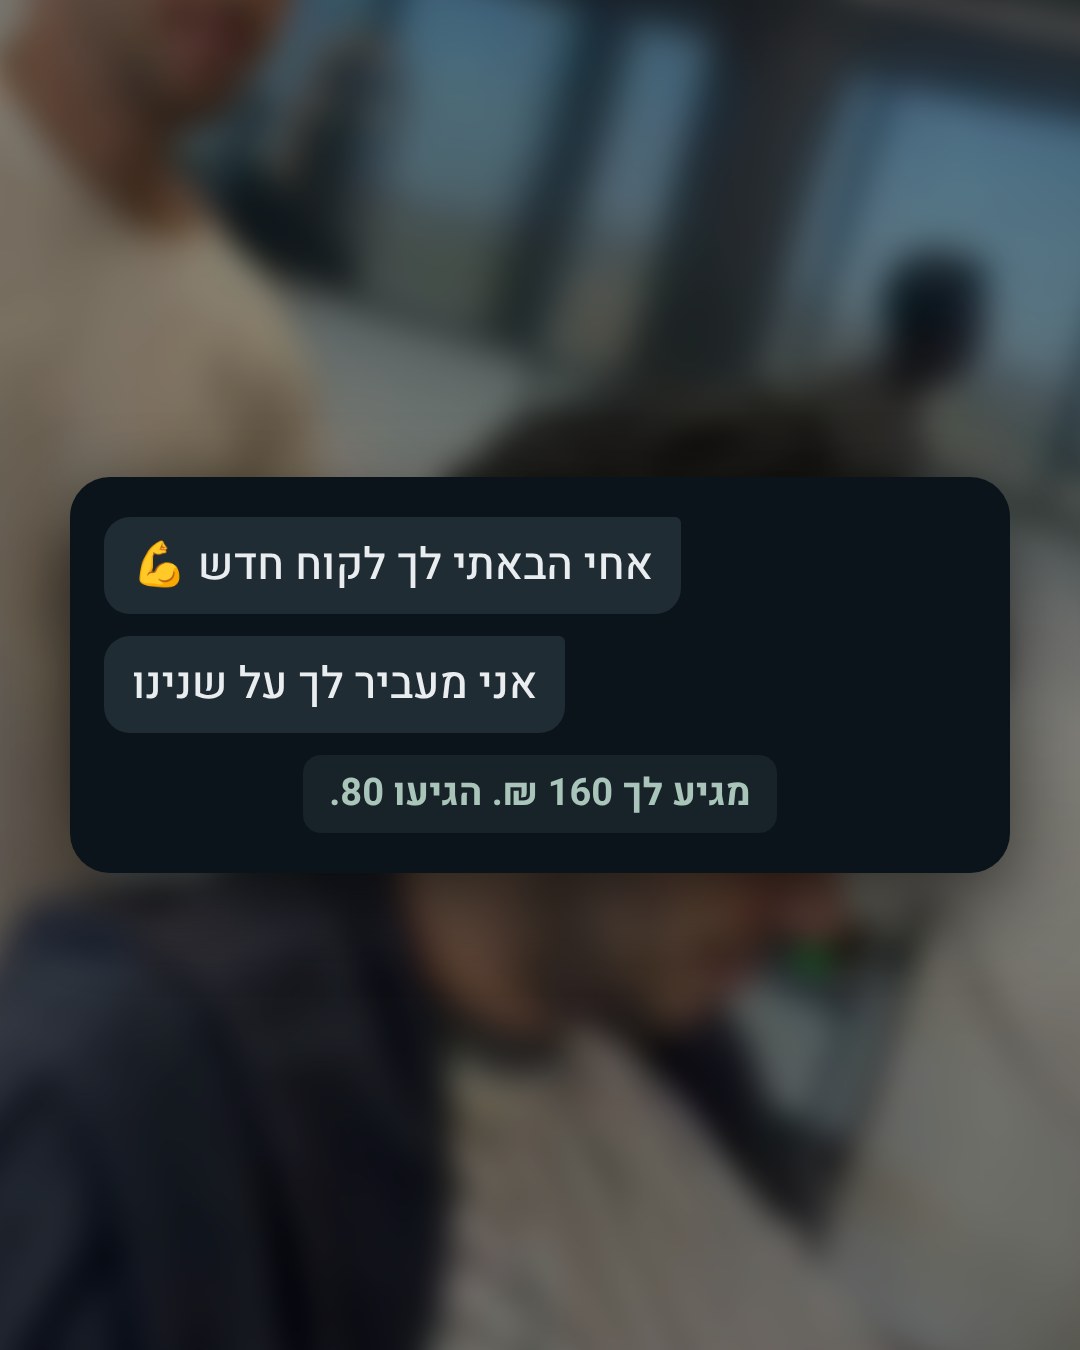 אחי הבאתי לך לקוח חדש 💪
אני מעביר לך על שנינו
מגיע לך 160 ₪. הגיעו 80.